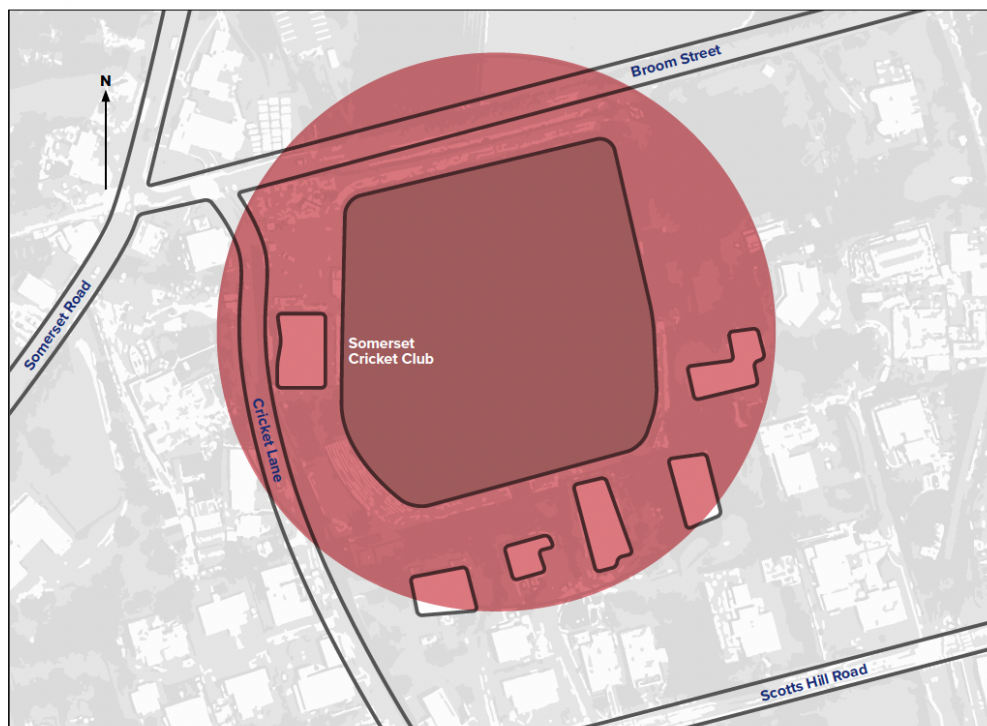 N
Broom Street
Somerset Road
Somerset
Cricket Club
Cricket Lane
Scotts Hill Road